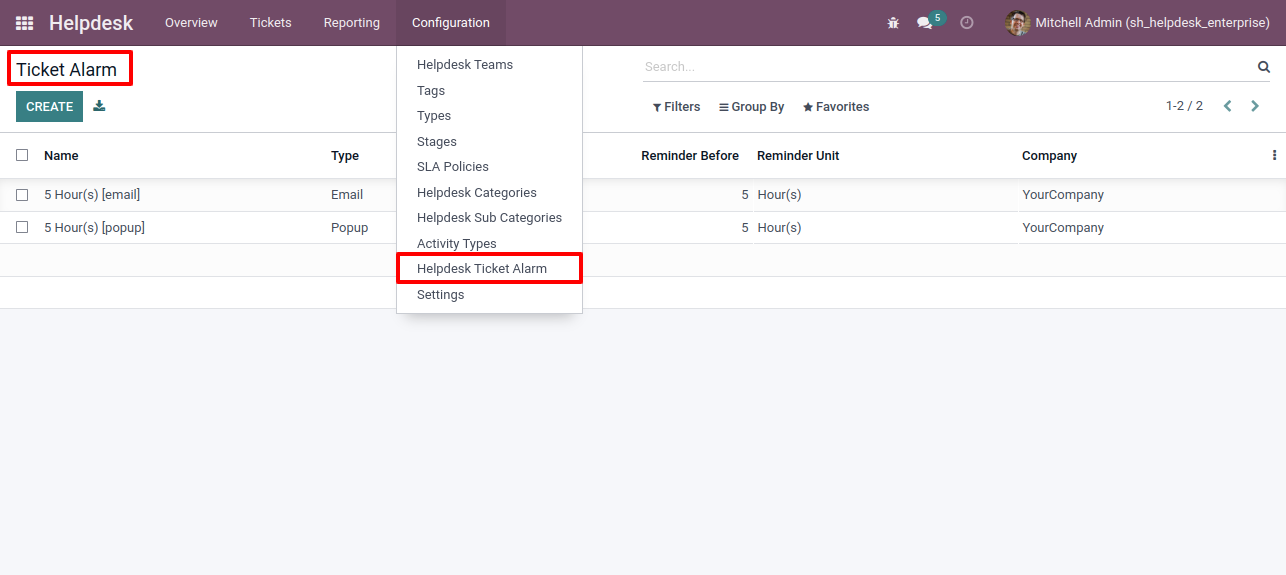 Helpdesk Overview Tickets Reporting Configuration 5 Mitchell Admin (sh_helpdesk_enterprise)
Ticket Alarm
Search...
CREATE
Filters Group By Favorites 1-2 / 2
Helpdesk Teams
Tags
Types
Stages
SLA Policies
Helpdesk Categories
Helpdesk Sub Categories
Activity Types
Helpdesk Ticket Alarm
Settings
Name Type Reminder Before Reminder Unit Company
5 Hour(s) [email] Email 5 Hour(s) YourCompany
5 Hour(s) [popup] Popup 5 Hour(s) YourCompany